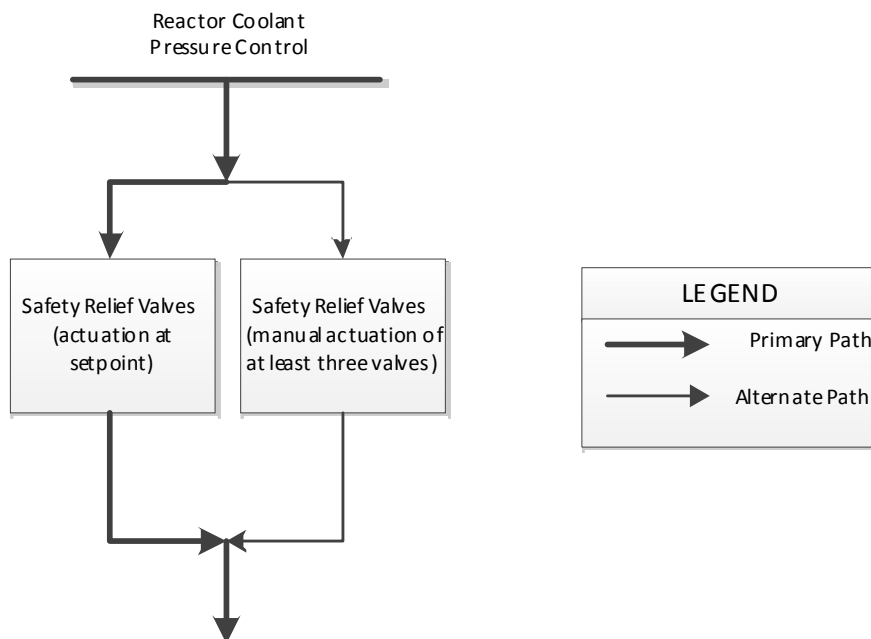 Reactor Coolant
Pressure Control
Safety Relief Valves
(actuation at
setpoint)
Safety Relief Valves
(manual actuation of
at least three valves)
LEGEND
Primary Path
Alternate Path